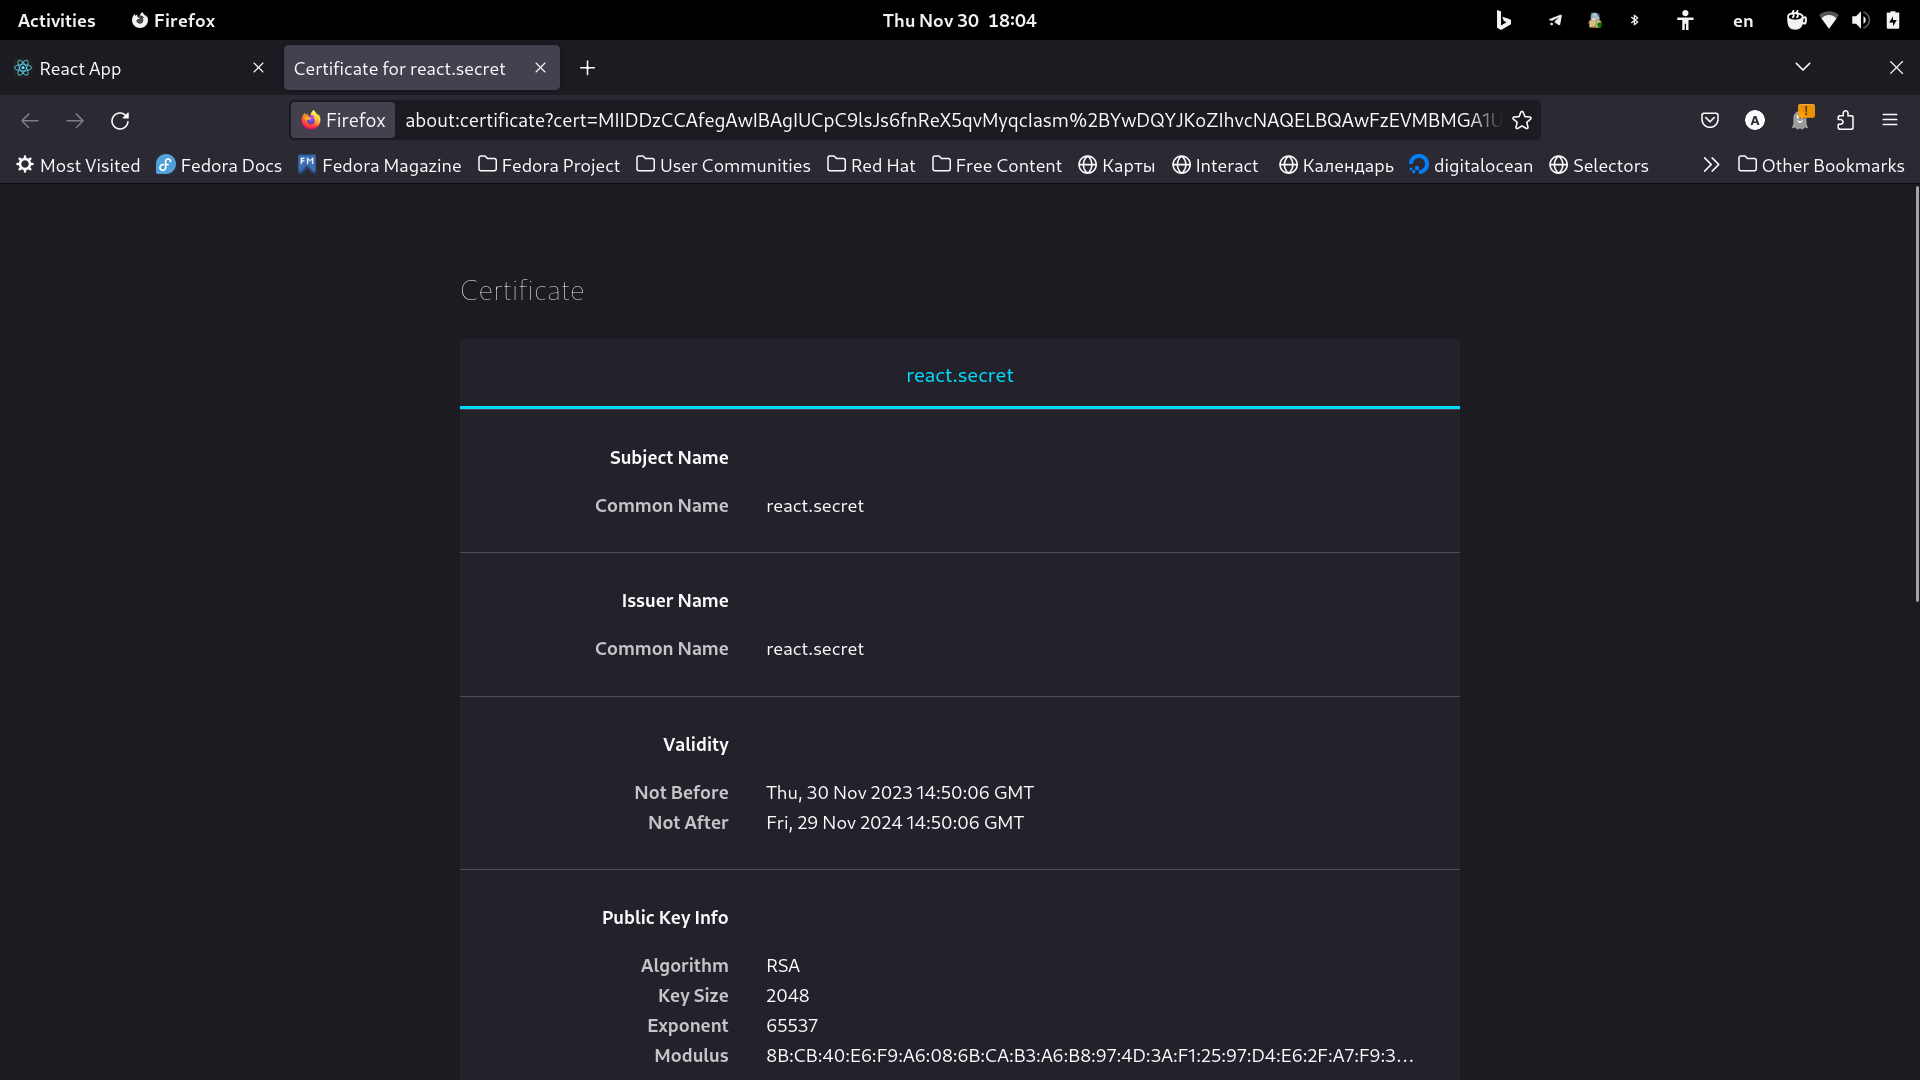 Activities Firefox Thu Nov 30 18:04 en
React App Certificate for react.secret
Firefox about:certificate?cert=MIIDDzCCAfegAwIBAgIUCpC9lsJs6fnReX5qvMyqcIasm%2BYwDQYJKoZIhvcNAQELBQAwFzEVMBMGA1U
Most Visited Fedora Docs Fedora Magazine Fedora Project User Communities Red Hat Free Content Карты Interact Календарь digitalocean Selectors Other Bookmarks
Certificate
react.secret
Subject Name
Common Name react.secret
Issuer Name
Common Name react.secret
Validity
Not Before Thu, 30 Nov 2023 14:50:06 GMT
Not After Fri, 29 Nov 2024 14:50:06 GMT
Public Key Info
Algorithm RSA
Key Size 2048
Exponent 65537
Modulus 8B:CB:40:E6:F9:A6:08:6B:CA:B3:A6:B8:97:4D:3A:F1:25:97:D4:E6:2F:A7:F9:3…